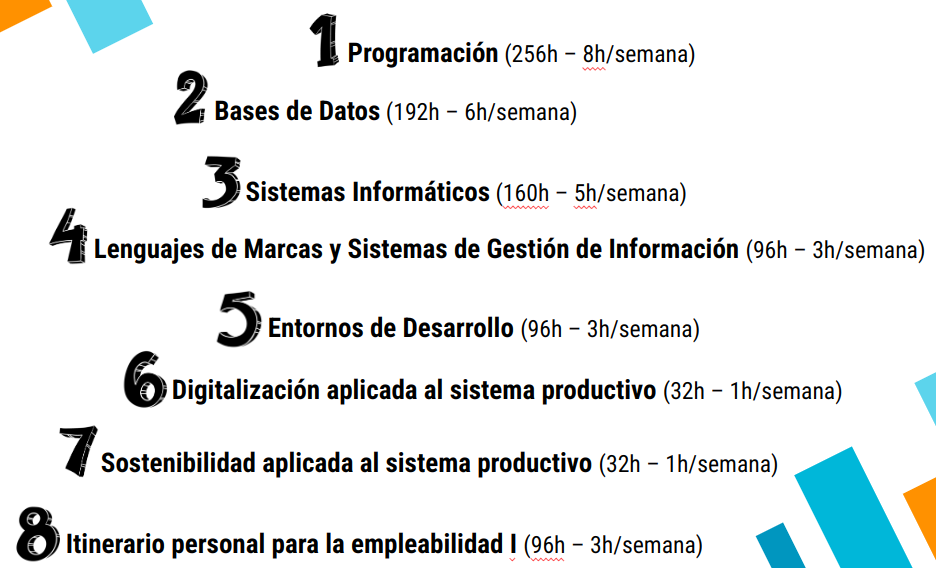 1 Programación (256h – 8h/semana)
2 Bases de Datos (192h – 6h/semana)
3 Sistemas Informáticos (160h – 5h/semana)
4 Lenguajes de Marcas y Sistemas de Gestión de Información (96h – 3h/semana)
5 Entornos de Desarrollo (96h – 3h/semana)
6 Digitalización aplicada al sistema productivo (32h – 1h/semana)
7 Sostenibilidad aplicada al sistema productivo (32h – 1h/semana)
8 Itinerario personal para la empleabilidad I (96h – 3h/semana)